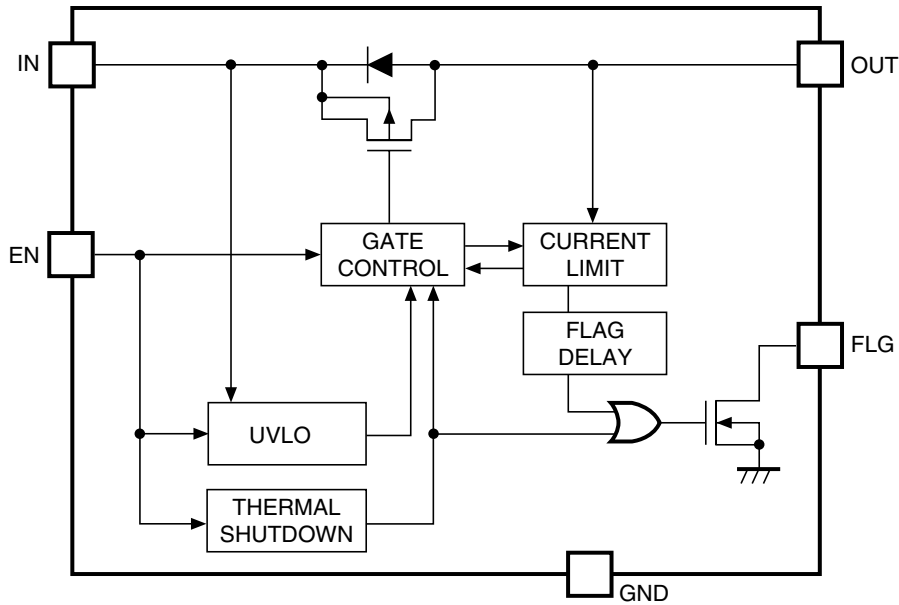 IN
OUT
EN
GATE
CONTROL
CURRENT
LIMIT
FLAG
DELAY
FLG
UVLO
THERMAL
SHUTDOWN
GND